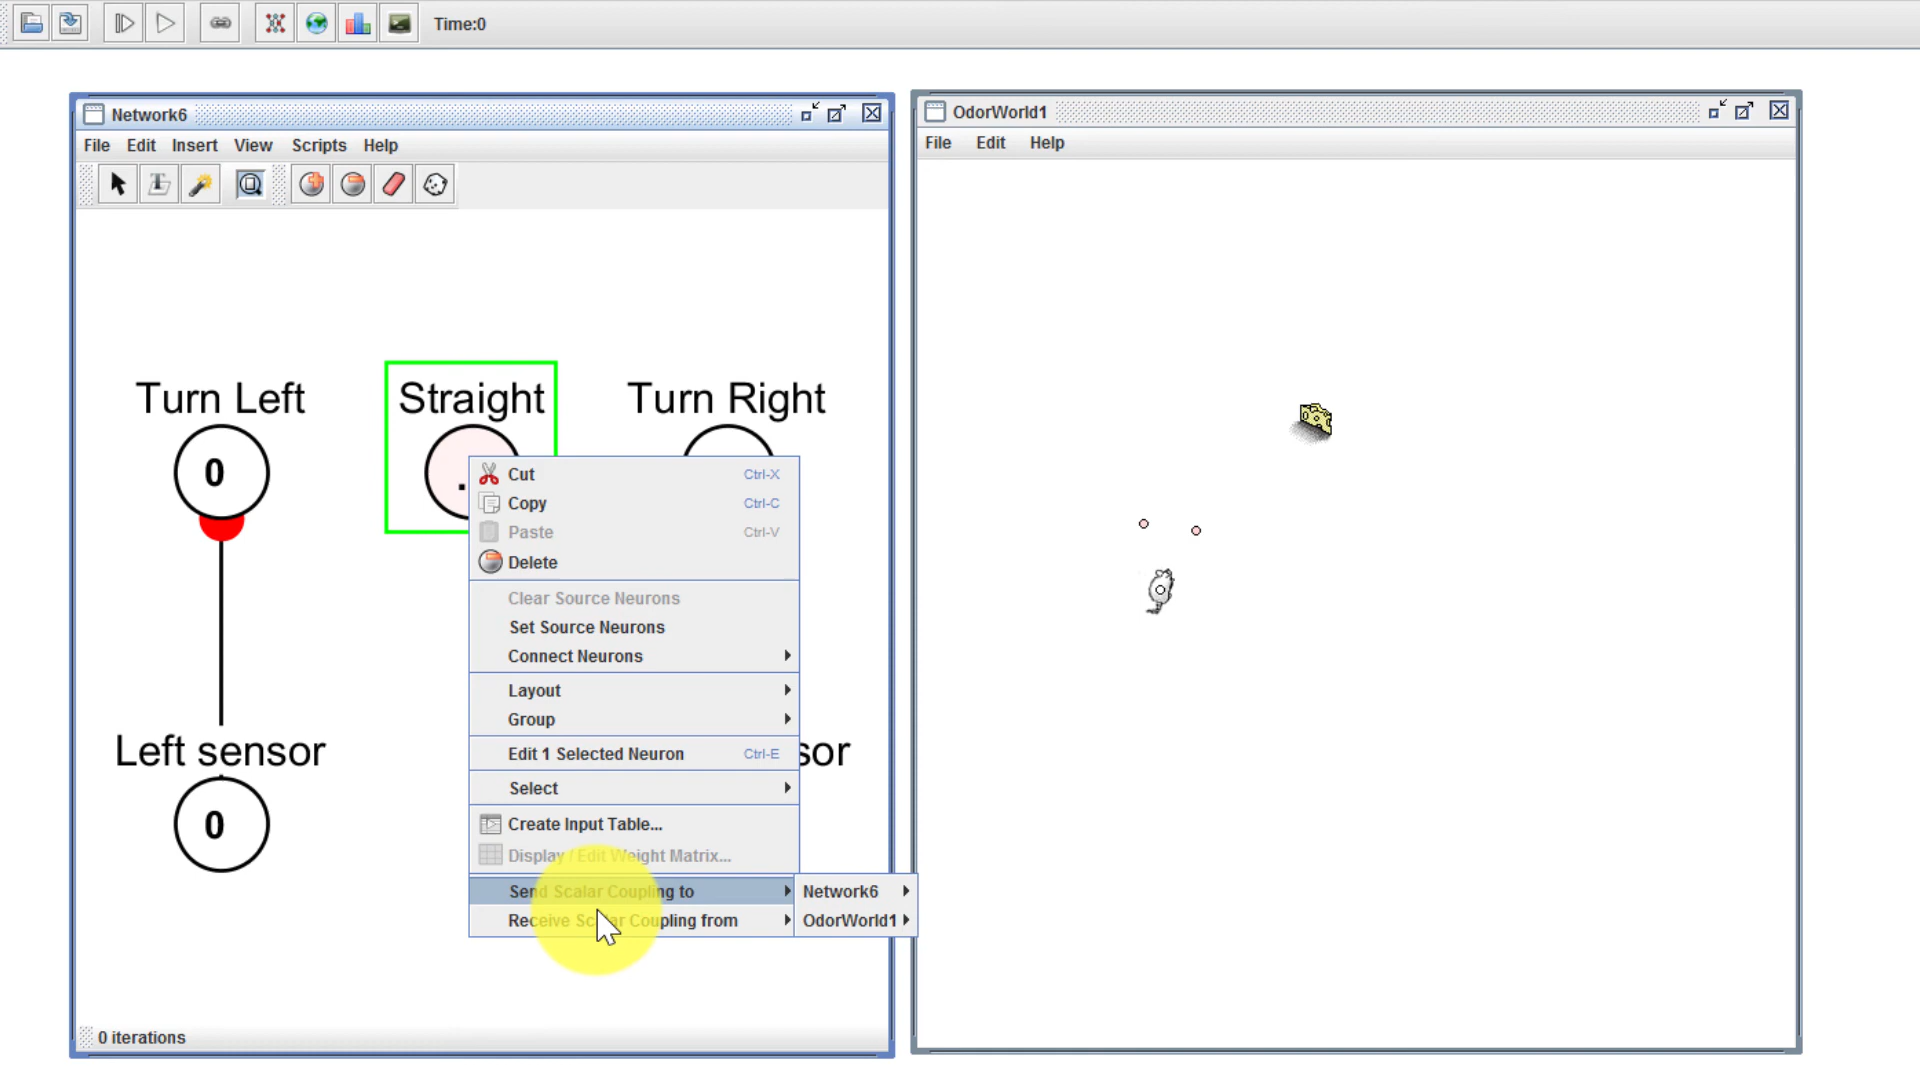 Time:0
Network6
File Edit Insert View Scripts Help
OdorWorld1
File Edit Help
Turn Left
Straight
Turn Right
0
Cut Ctrl-X
Copy Ctrl-C
Paste Ctrl-V
Delete
Clear Source Neurons
Set Source Neurons
Connect Neurons
Layout
Group
Left sensor
Edit 1 Selected Neuron Ctrl-E
sor
Select
0
Create Input Table...
Display / Edit Weight Matrix...
Send Scalar Coupling to
Receive Scalar Coupling from
Network6
OdorWorld1
0 iterations